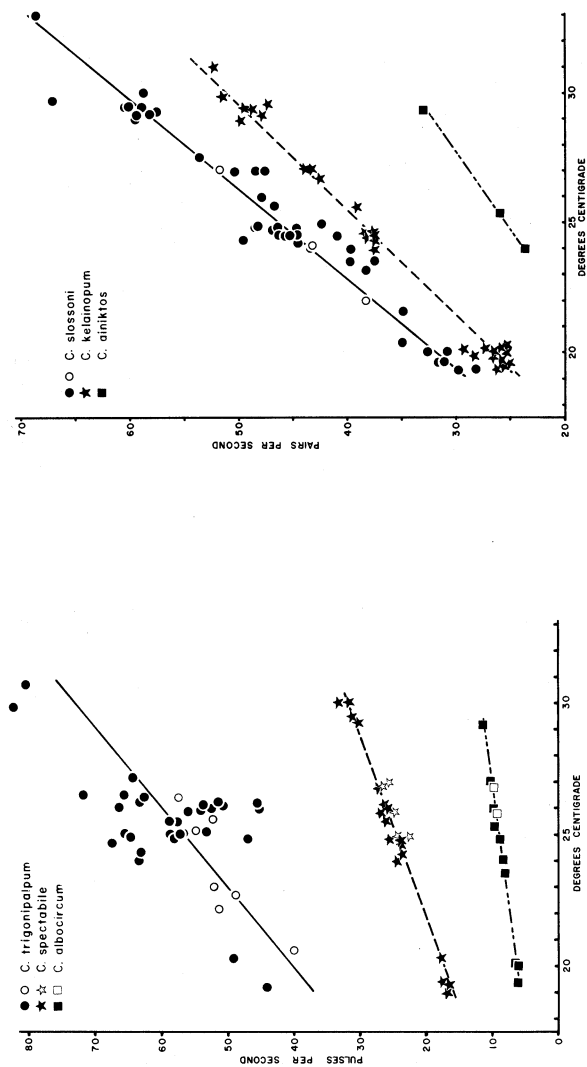 80
70
60
50
40
30
20
10
0
PULSES PER SECOND
20
25
30
DEGREES CENTIGRADE
C. trigonipalpum
C. spectabile
C. albocircum
70
60
50
40
30
20
PAIRS PER SECOND
20
25
30
DEGREES CENTIGRADE
C. slossoni
C. kelainopum
C. ainiktos